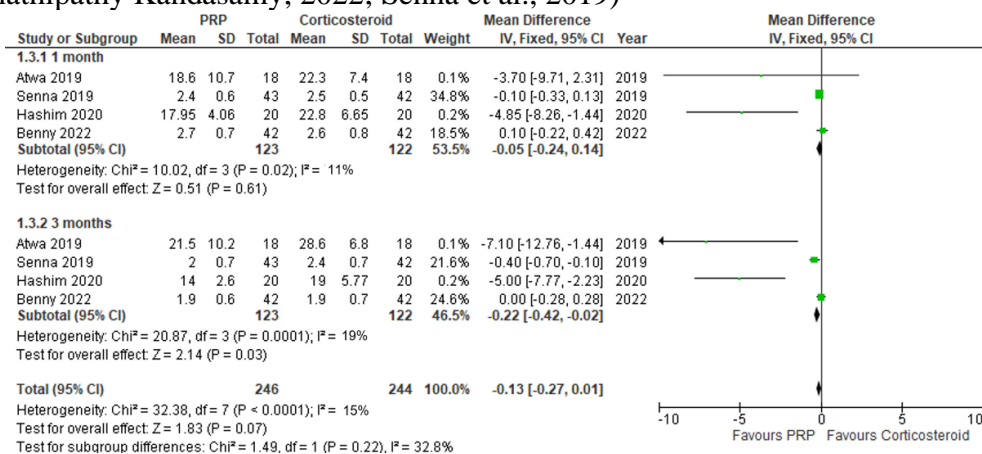 athipathy Kandasamy, 2022; Senna et al., 2019)
PRP Corticosteroid Mean Difference Mean Difference
Study or Subgroup Mean SD Total Mean SD Total Weight IV, Fixed, 95% CI Year IV, Fixed, 95% CI
1.3.1 1 month
Atwa 2019 18.6 10.7 18 22.3 7.4 18 0.1% -3.70 [-9.71, 2.31] 2019
Senna 2019 2.4 0.6 43 2.5 0.5 42 34.8% -0.10 [-0.33, 0.13] 2019
Hashim 2020 17.95 4.06 20 22.8 6.65 20 0.2% -4.85 [-8.26, -1.44] 2020
Benny 2022 2.7 0.7 42 2.6 0.8 42 18.5% 0.10 [-0.22, 0.42] 2022
Subtotal (95% CI) 123 122 53.5% -0.05 [-0.24, 0.14]
Heterogeneity: Chi² = 10.02, df = 3 (P = 0.02); I² = 11%
Test for overall effect: Z = 0.51 (P = 0.61)
1.3.2 3 months
Atwa 2019 21.5 10.2 18 28.6 6.8 18 0.1% -7.10 [-12.76, -1.44] 2019
Senna 2019 2 0.7 43 2.4 0.7 42 21.6% -0.40 [-0.70, -0.10] 2019
Hashim 2020 14 2.6 20 19 5.77 20 0.2% -5.00 [-7.77, -2.23] 2020
Benny 2022 1.9 0.6 42 1.9 0.7 42 24.6% 0.00 [-0.28, 0.28] 2022
Subtotal (95% CI) 123 122 46.5% -0.22 [-0.42, -0.02]
Heterogeneity: Chi² = 20.87, df = 3 (P = 0.0001); I² = 19%
Test for overall effect: Z = 2.14 (P = 0.03)
Total (95% CI) 246 244 100.0% -0.13 [-0.27, 0.01]
Heterogeneity: Chi² = 32.38, df = 7 (P < 0.0001); I² = 15%
Test for overall effect: Z = 1.83 (P = 0.07)
Test for subgroup differences: Chi² = 1.49, df = 1 (P = 0.22), I² = 32.8%
-10 -5 0 5 10
Favours PRP Favours Corticosteroid